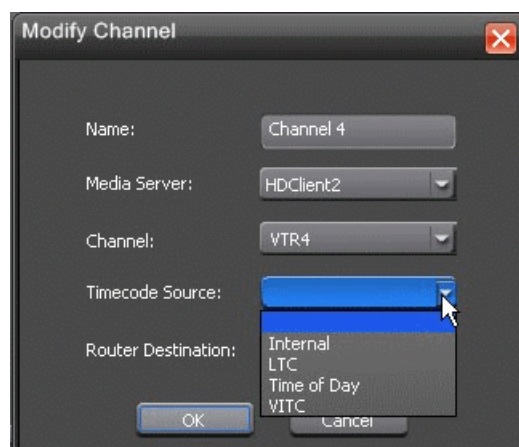 Modify Channel
Name: Channel 4
Media Server: HDClient2
Channel: VTR4
Timecode Source:
Router Destination:
Internal
LTC
Time of Day
VITC
OK Cancel